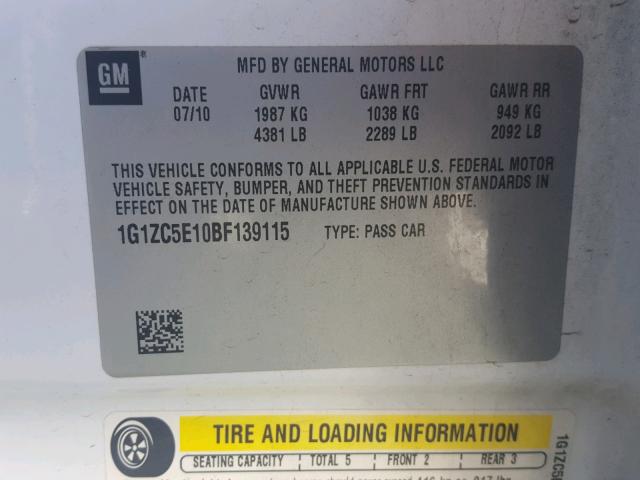 GM
MFD BY GENERAL MOTORS LLC
DATE GVWR GAWR FRT GAWR RR
07/10 1987 KG 1038 KG 949 KG
4381 LB 2289 LB 2092 LB
THIS VEHICLE CONFORMS TO ALL APPLICABLE U.S. FEDERAL MOTOR
VEHICLE SAFETY, BUMPER, AND THEFT PREVENTION STANDARDS IN
EFFECT ON THE DATE OF MANUFACTURE SHOWN ABOVE.
1G1ZC5E10BF139115 TYPE: PASS CAR
TIRE AND LOADING INFORMATION
SEATING CAPACITY TOTAL 5 FRONT 2 REAR 3
1G1ZC5